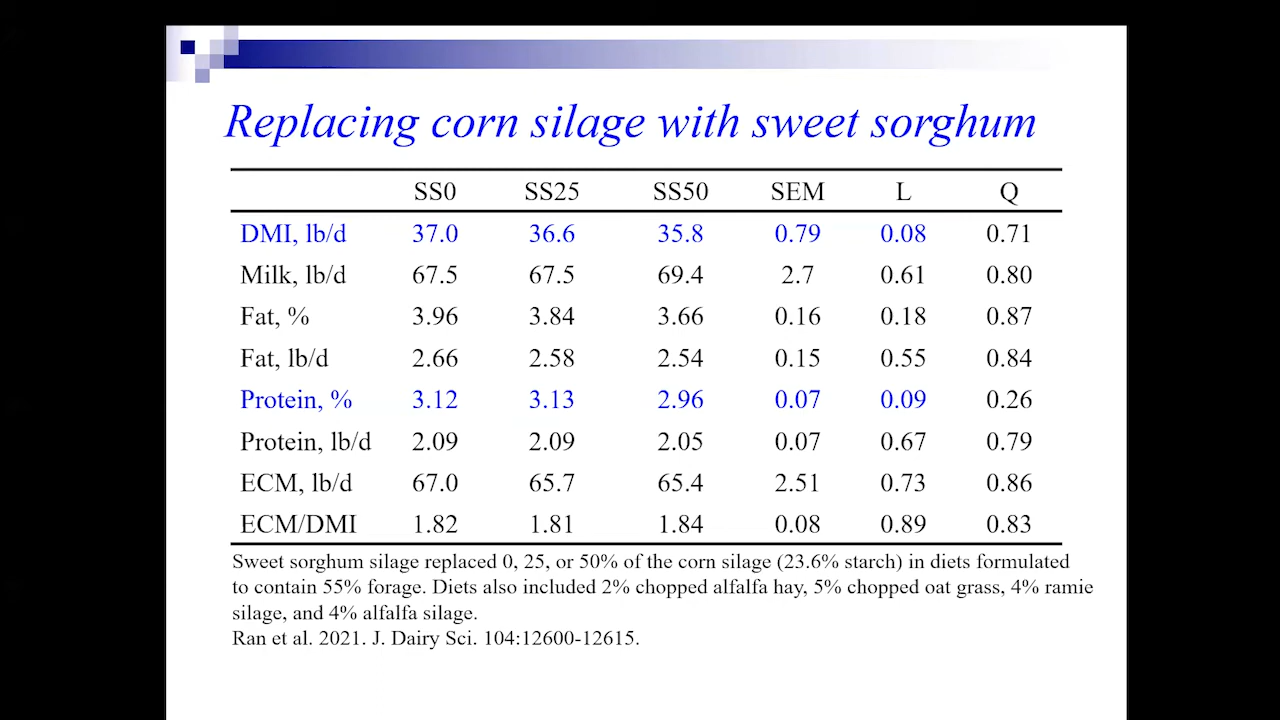 Replacing corn silage with sweet sorghum
SS0 SS25 SS50 SEM L Q
DMI, lb/d 37.0 36.6 35.8 0.79 0.08 0.71
Milk, lb/d 67.5 67.5 69.4 2.7 0.61 0.80
Fat, % 3.96 3.84 3.66 0.16 0.18 0.87
Fat, lb/d 2.66 2.58 2.54 0.15 0.55 0.84
Protein, % 3.12 3.13 2.96 0.07 0.09 0.26
Protein, lb/d 2.09 2.09 2.05 0.07 0.67 0.79
ECM, lb/d 67.0 65.7 65.4 2.51 0.73 0.86
ECM/DMI 1.82 1.81 1.84 0.08 0.89 0.83
Sweet sorghum silage replaced 0, 25, or 50% of the corn silage (23.6% starch) in diets formulated
to contain 55% forage. Diets also included 2% chopped alfalfa hay, 5% chopped oat grass, 4% ramie
silage, and 4% alfalfa silage.
Ran et al. 2021. J. Dairy Sci. 104:12600-12615.